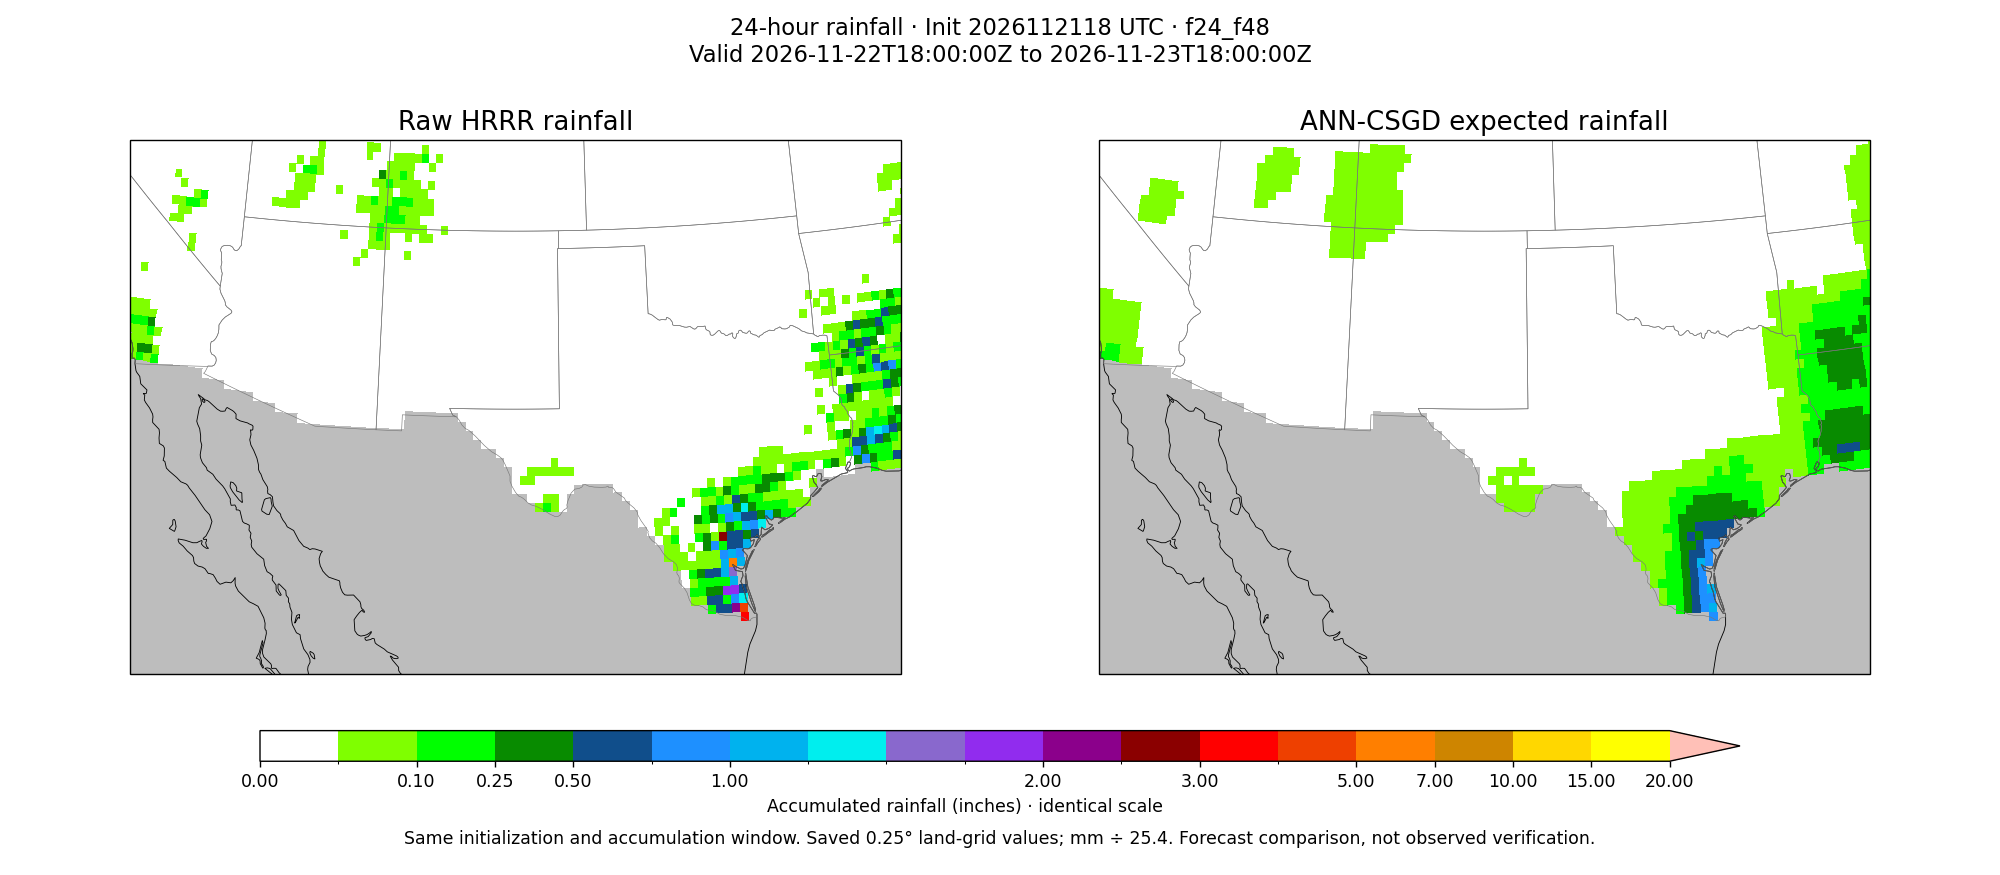 24-hour rainfall · Init 2026112118 UTC · f24_f48
Valid 2026-11-22T18:00:00Z to 2026-11-23T18:00:00Z
Raw HRRR rainfall
ANN-CSGD expected rainfall
0.00 0.10 0.25 0.50 1.00 2.00 3.00 5.00 7.00 10.00 15.00 20.00
Accumulated rainfall (inches) · identical scale
Same initialization and accumulation window. Saved 0.25° land-grid values; mm ÷ 25.4. Forecast comparison, not observed verification.